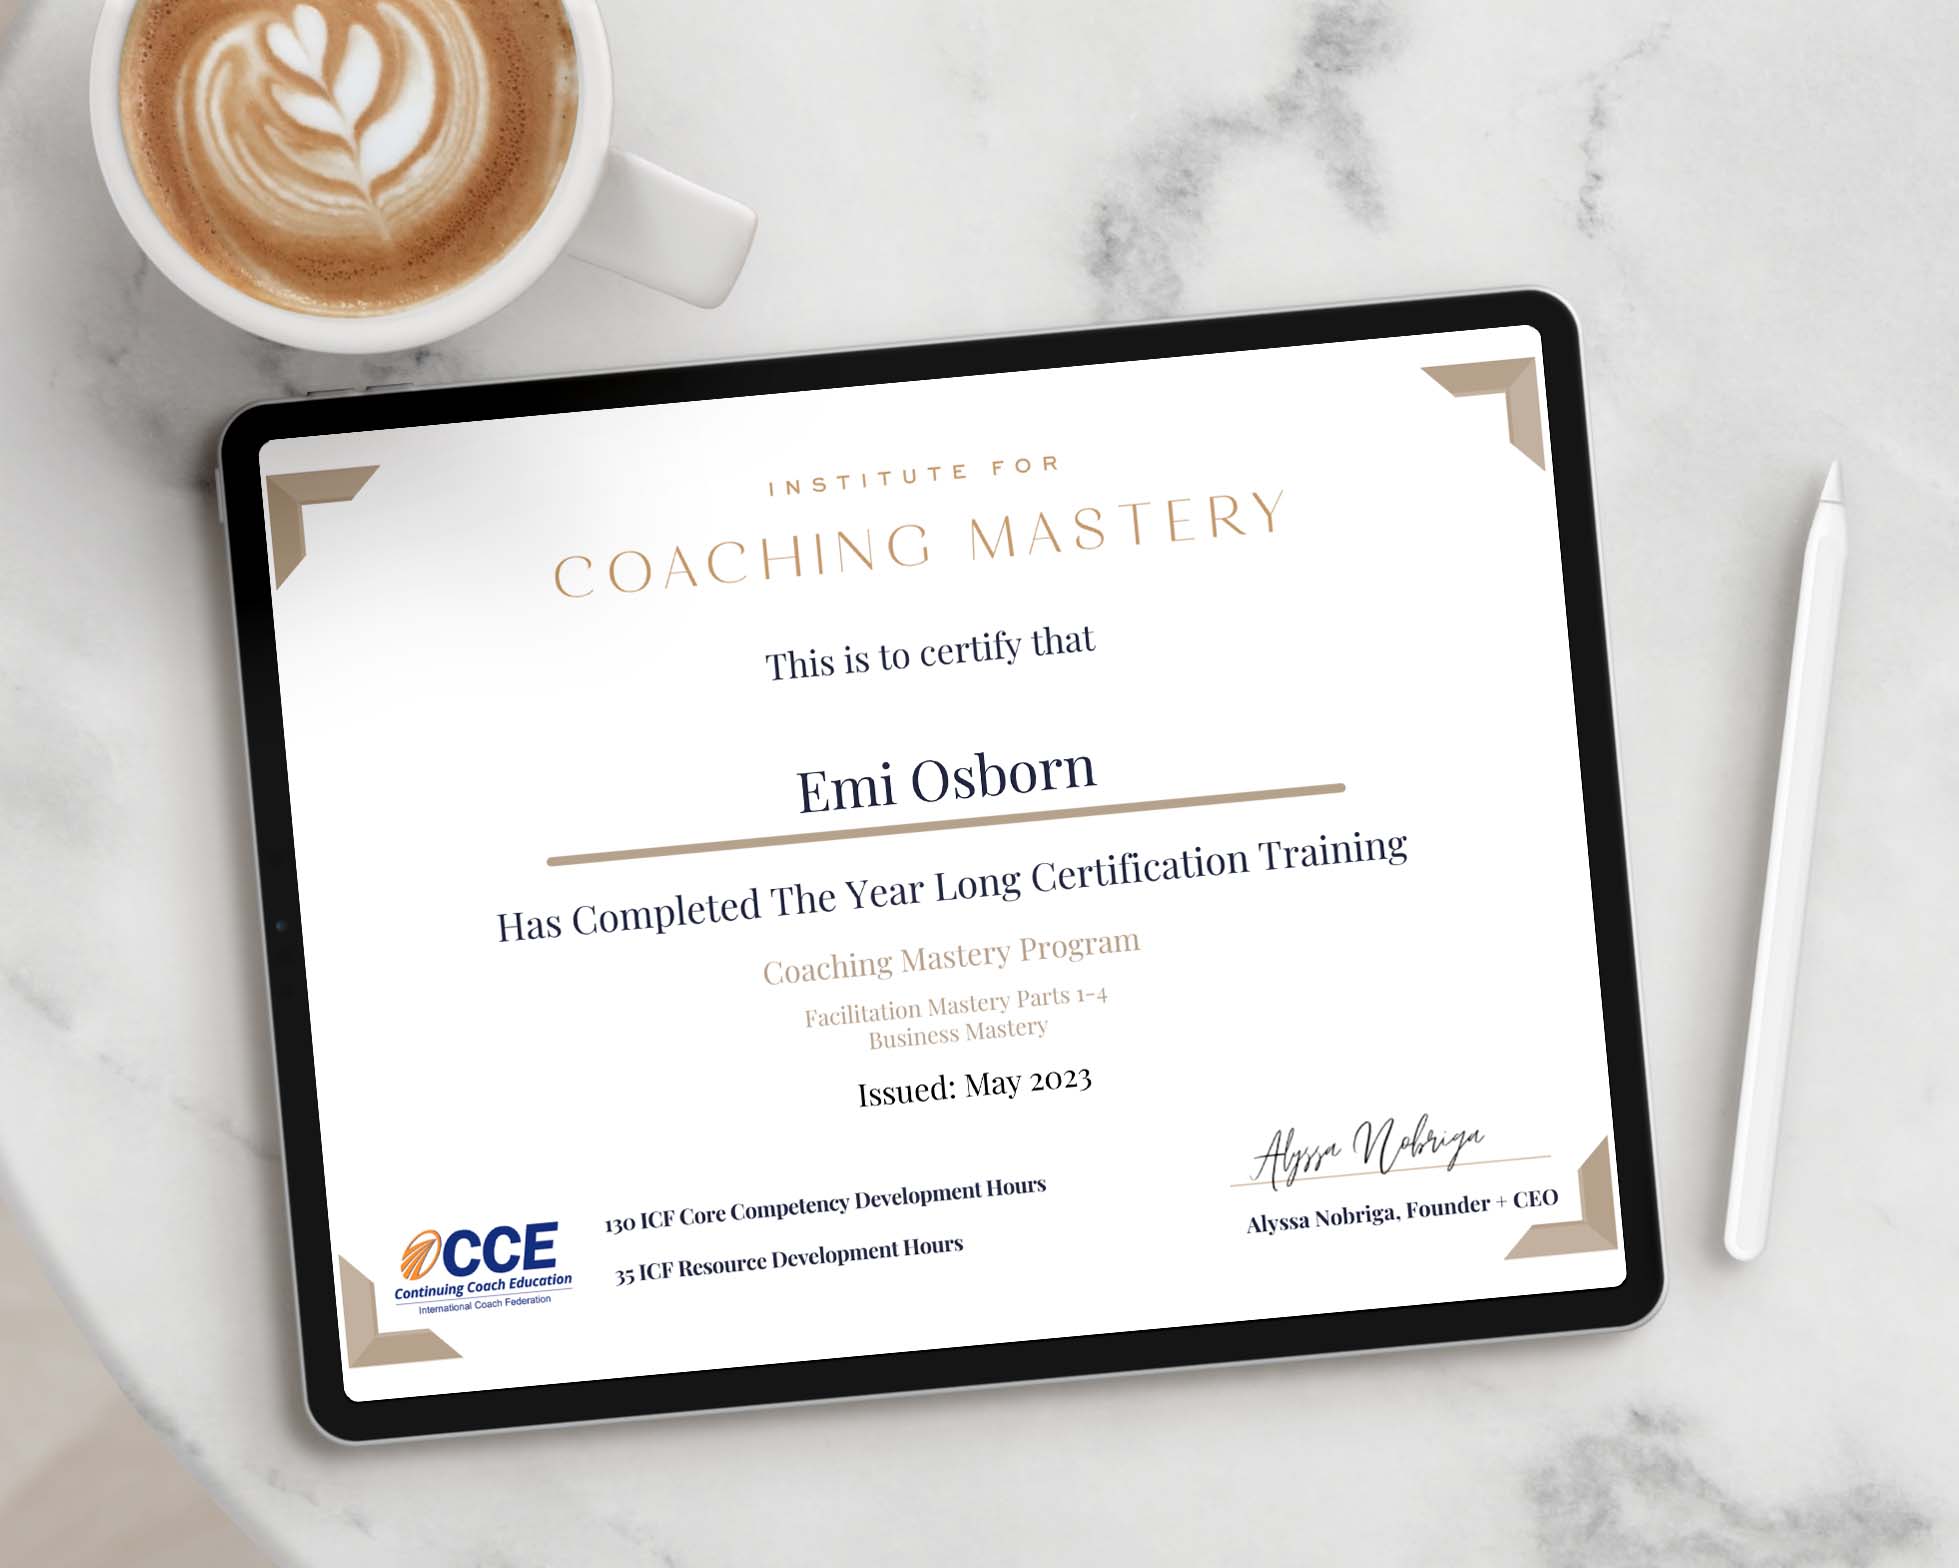 INSTITUTE FOR
COACHING MASTERY
This is to certify that
Emi Osborn
Has Completed The Year Long Certification Training
Coaching Mastery Program
Facilitation Mastery Parts 1-4
Business Mastery
Issued: May 2023
Alyssa Nobriga
Alyssa Nobriga, Founder + CEO
130 ICF Core Competency Development Hours
35 ICF Resource Development Hours
CCE
Continuing Coach Education
International Coach Federation